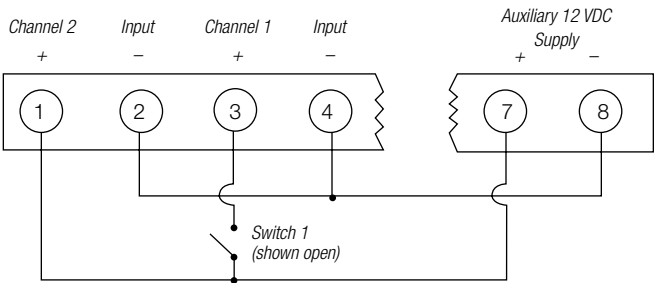 Channel 2 Input Channel 1 Input Auxiliary 12 VDC
Supply
+ – + – + –
1 2 3 4 7 8
Switch 1
(shown open)